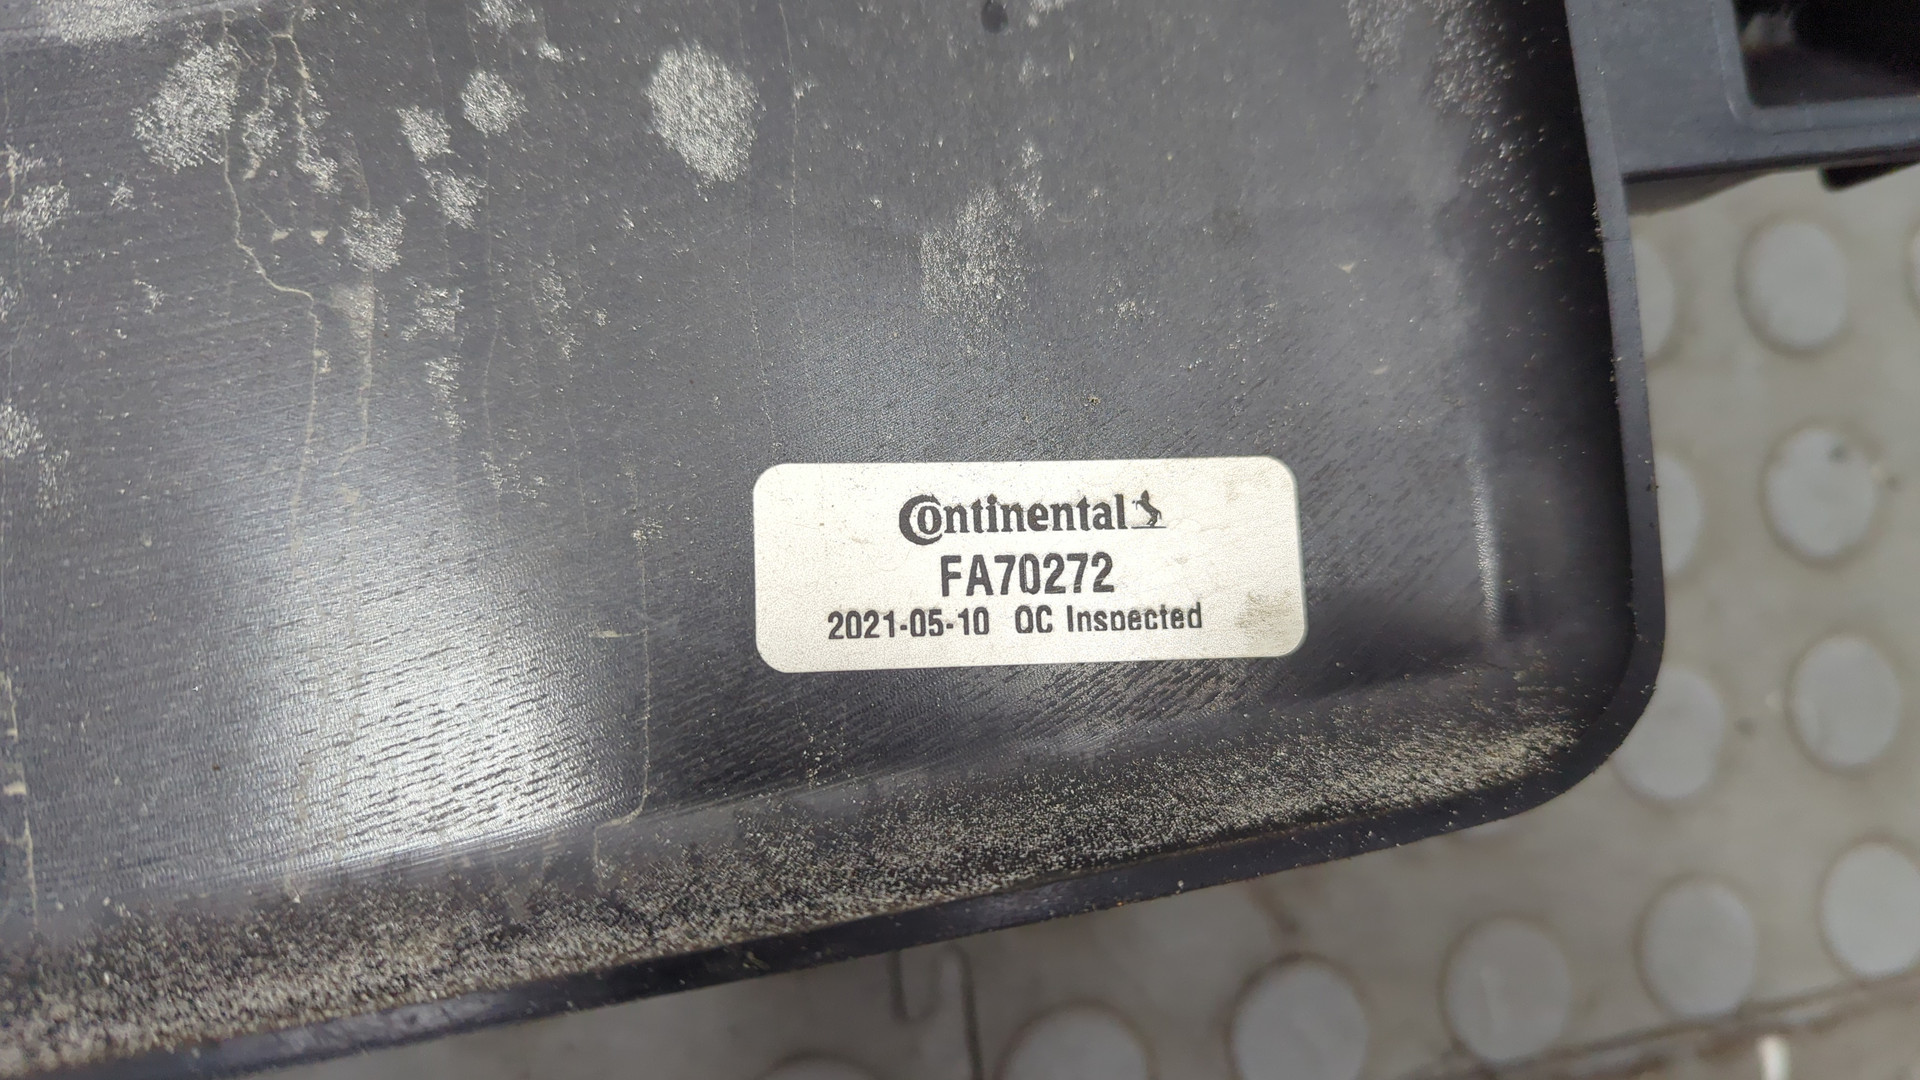 Continental
FA70272
2021-05-10 QC Inspected